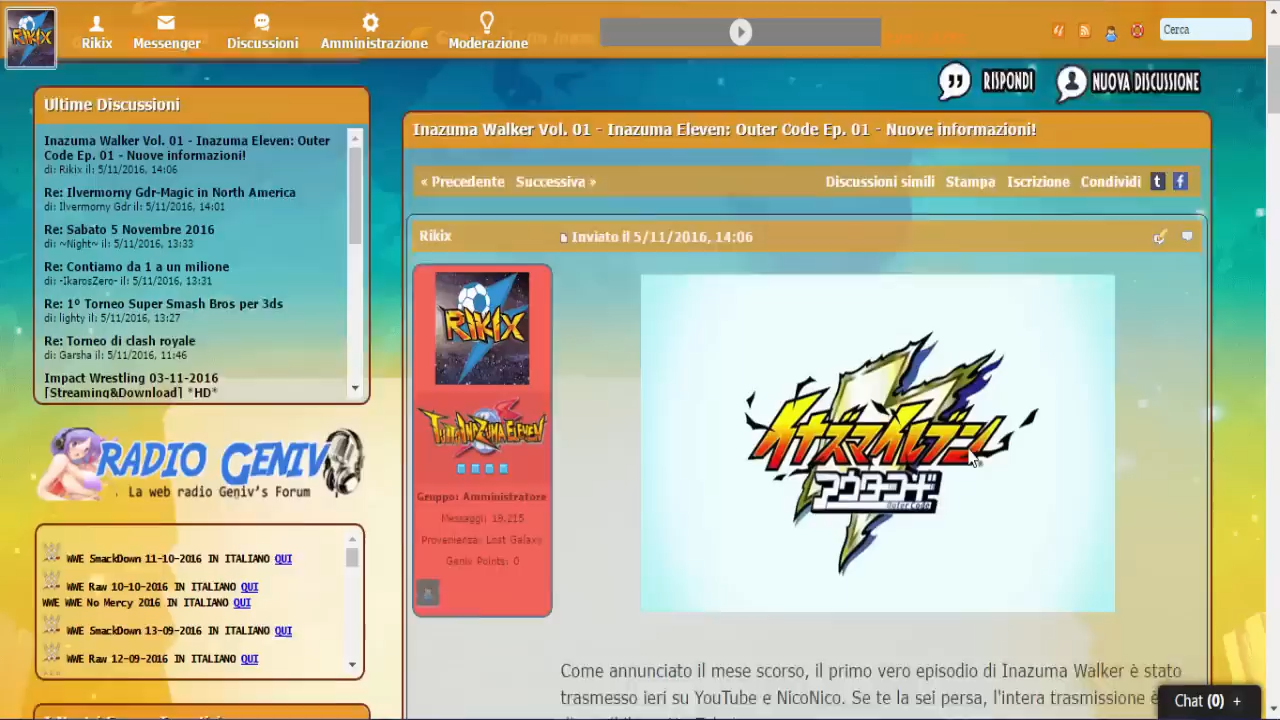 RIKIX
Rikix
Messenger
Discussioni
Amministrazione
Moderazione
Cerca
RISPONDI
NUOVA DISCUSSIONE
Ultime Discussioni
Inazuma Walker Vol. 01 - Inazuma Eleven: Outer
Code Ep. 01 - Nuove informazioni!
di: Rikix il: 5/11/2016, 14:06
Re: Ilvermorny Gdr-Magic in North America
di: Ilvermorny Gdr il: 5/11/2016, 14:01
Re: Sabato 5 Novembre 2016
di: ~Night~ il: 5/11/2016, 13:33
Re: Contiamo da 1 a un milione
di: -IkarosZero- il: 5/11/2016, 13:31
Re: 1º Torneo Super Smash Bros per 3ds
di: lighty il: 5/11/2016, 13:27
Re: Torneo di clash royale
di: Garsha il: 5/11/2016, 11:46
Impact Wrestling 03-11-2016
[Streaming&Download] *HD*
RADIO GENIV
La web radio Geniv's Forum
WWE SmackDown 11-10-2016 IN ITALIANO QUI
WWE Raw 10-10-2016 IN ITALIANO QUI
WWE WWE No Mercy 2016 IN ITALIANO QUI
WWE SmackDown 13-09-2016 IN ITALIANO QUI
WWE Raw 12-09-2016 IN ITALIANO QUI
Inazuma Walker Vol. 01 - Inazuma Eleven: Outer Code Ep. 01 - Nuove informazioni!
« Precedente Successiva »
Discussioni simili Stampa Iscrizione Condividi t f
Rikix
Inviato il 5/11/2016, 14:06
RIKIX
Gruppo: Amministratore
Messaggi: 19,215
Provenienza: Lost Galaxy
Geniv Points: 0
イナズマイレブン
アウターコード
Outer Code
Come annunciato il mese scorso, il primo vero episodio di Inazuma Walker è stato
trasmesso ieri su YouTube e NicoNico. Se te la sei persa, l'intera trasmissione è
Chat (0) +